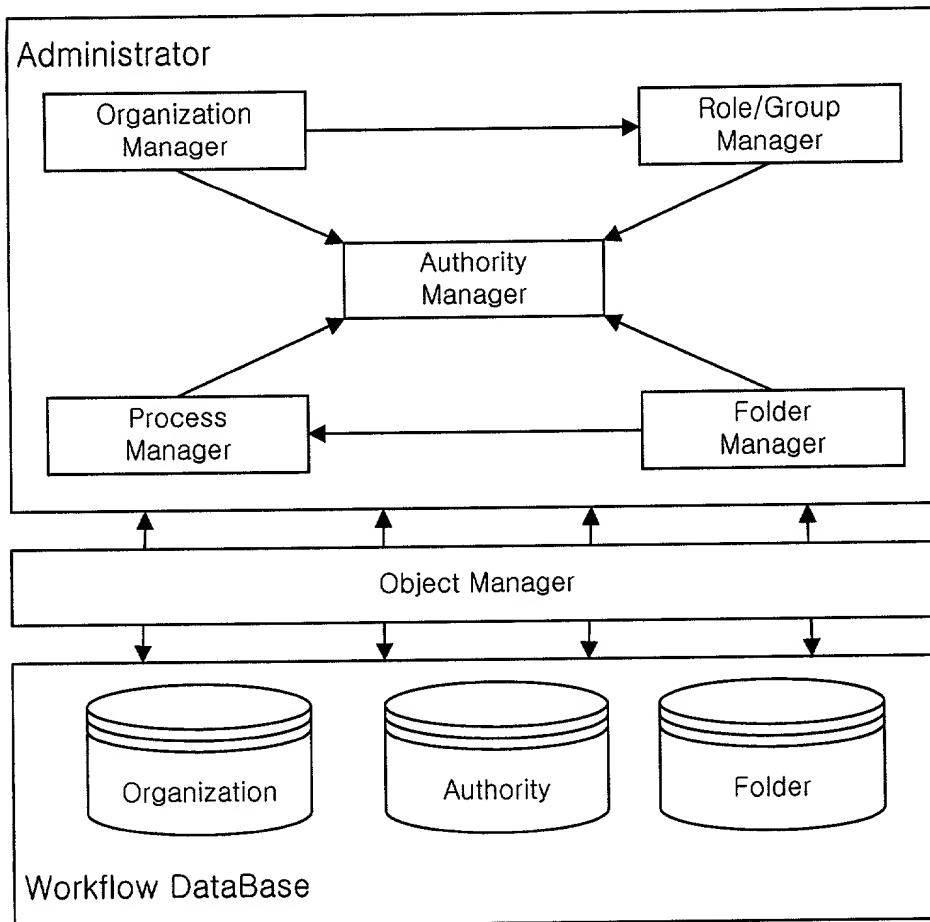 Administrator
Organization
Manager
Role/Group
Manager
Authority
Manager
Process
Manager
Folder
Manager
Object Manager
Organization
Authority
Folder
Workflow DataBase